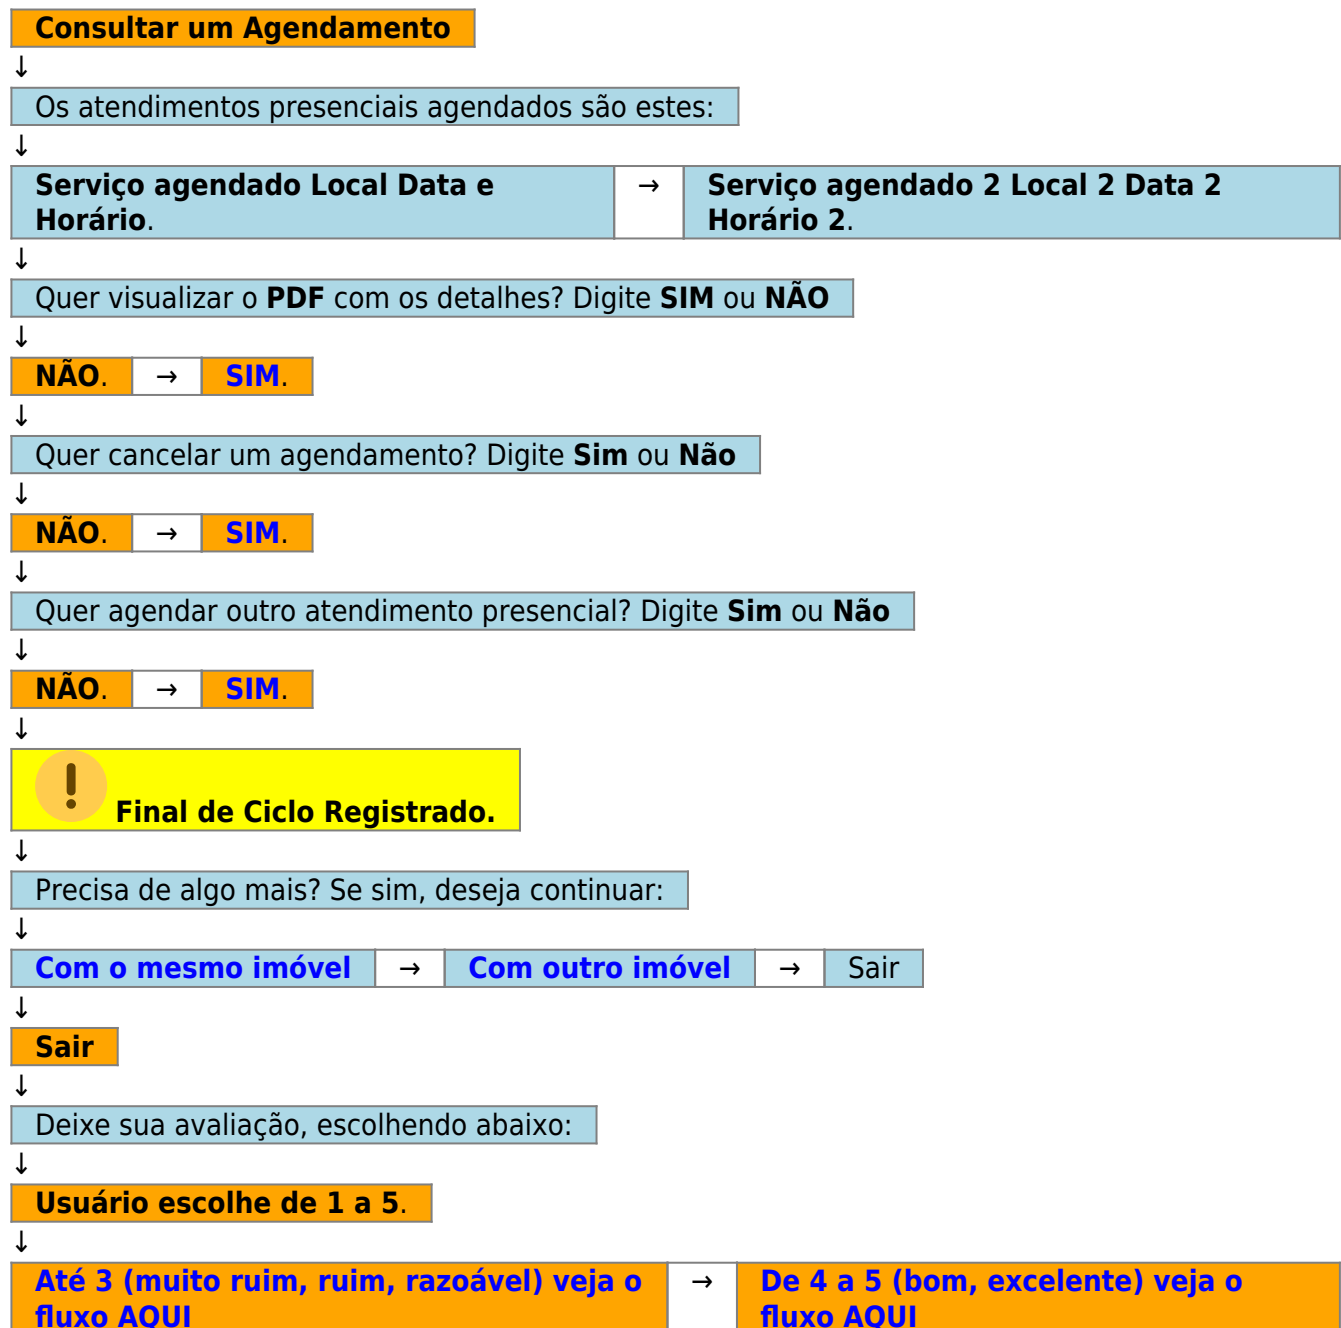 Consultar um Agendamento
↓
Os atendimentos presenciais agendados são estes:
↓
Serviço agendado Local Data e Horário. → Serviço agendado 2 Local 2 Data 2 Horário 2.
↓
Quer visualizar o PDF com os detalhes? Digite SIM ou NÃO
↓
NÃO. → SIM.
↓
Quer cancelar um agendamento? Digite Sim ou Não
↓
NÃO. → SIM.
↓
Quer agendar outro atendimento presencial? Digite Sim ou Não
↓
NÃO. → SIM.
↓
Final de Ciclo Registrado.
↓
Precisa de algo mais? Se sim, deseja continuar:
↓
Com o mesmo imóvel → Com outro imóvel → Sair
↓
Sair
↓
Deixe sua avaliação, escolhendo abaixo:
↓
Usuário escolhe de 1 a 5.
↓
Até 3 (muito ruim, ruim, razoável) veja o fluxo AQUI → De 4 a 5 (bom, excelente) veja o fluxo AQUI